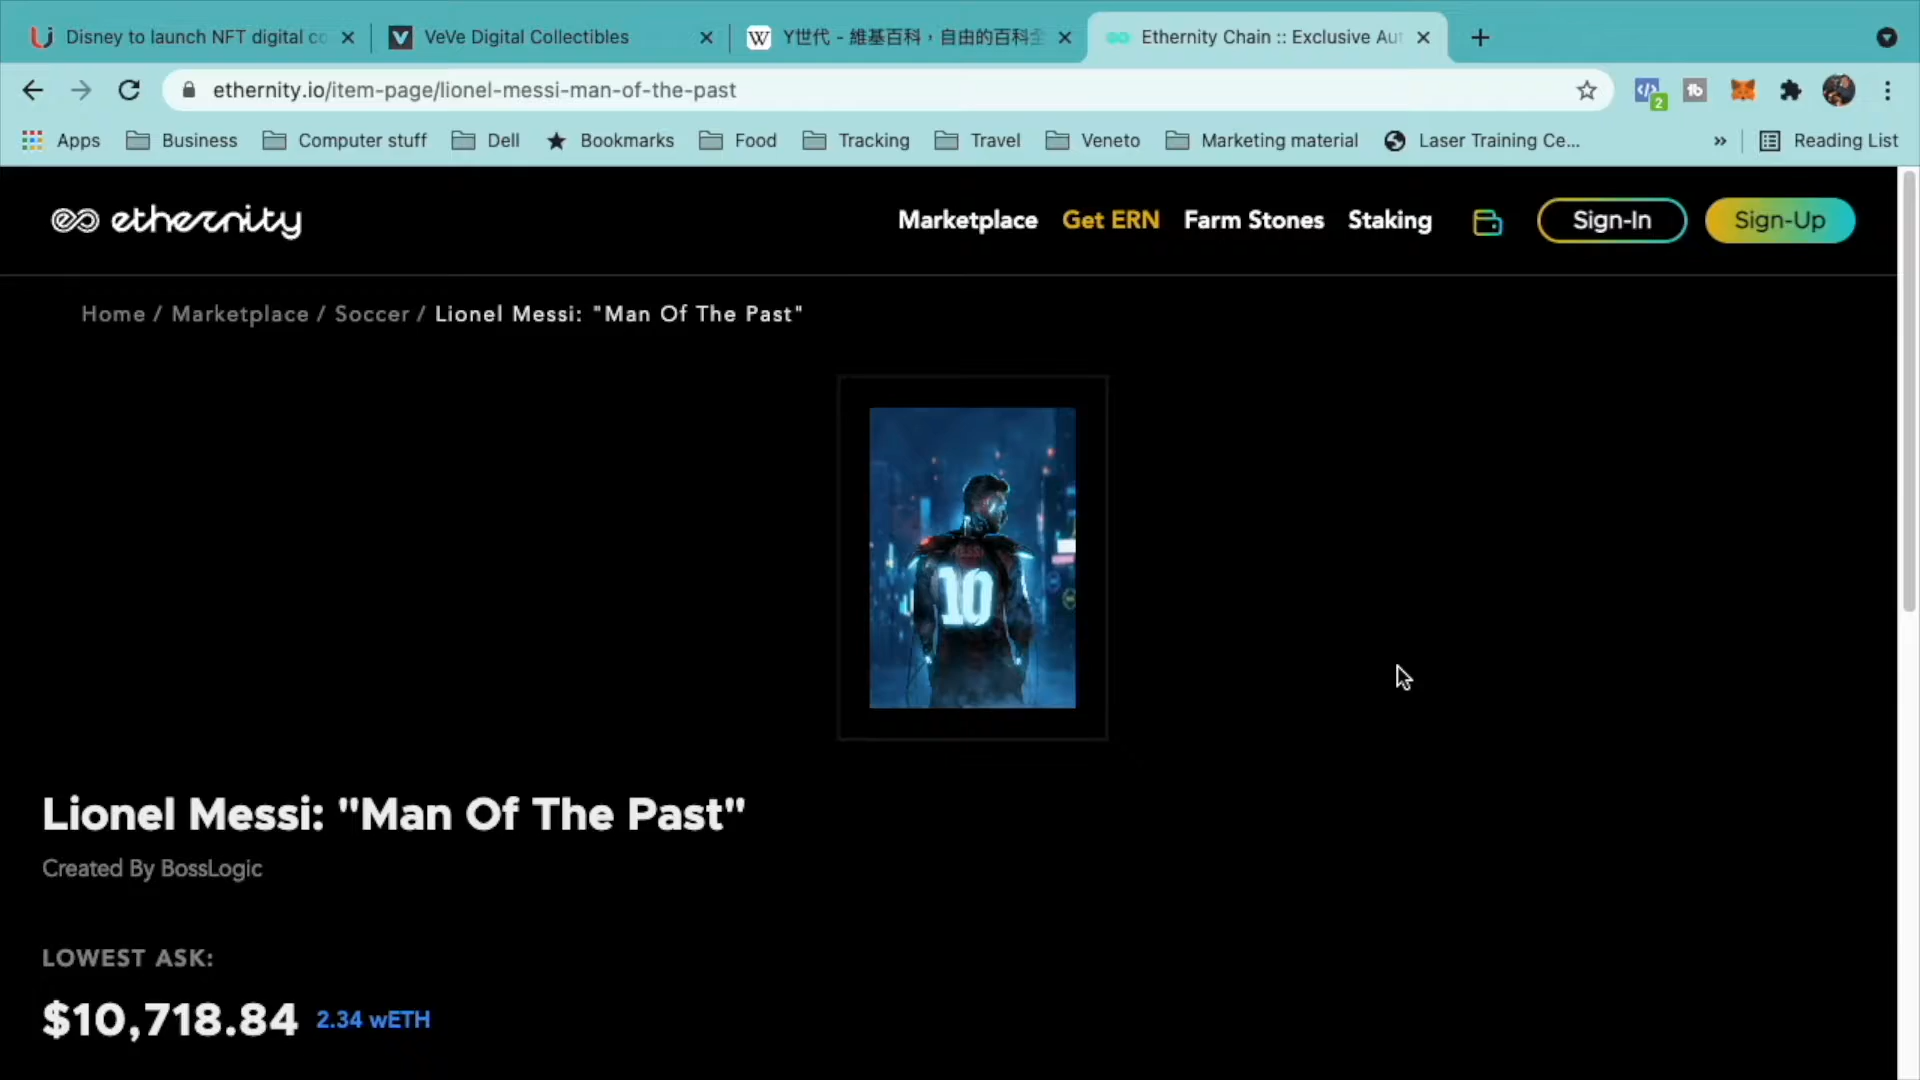 Disney to launch NFT digital co
VeVe Digital Collectibles
W Y世代 - 維基百科，自由的百科全
Ethernity Chain :: Exclusive Aut
ethernity.io/item-page/lionel-messi-man-of-the-past
2
tb
Apps
Business
Computer stuff
Dell
Bookmarks
Food
Tracking
Travel
Veneto
Marketing material
Laser Training Ce...
»
Reading List
ethernity
Marketplace
Get ERN
Farm Stones
Staking
Sign-In
Sign-Up
Home / Marketplace / Soccer / Lionel Messi: "Man Of The Past"
10
Lionel Messi: "Man Of The Past"
Created By BossLogic
LOWEST ASK:
$10,718.84 2.34 wETH